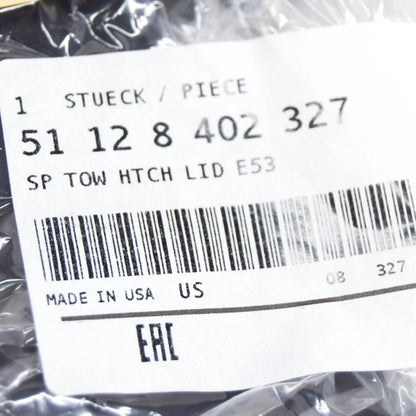 1 STUECK / PIECE
51 12 8 402 327
SP TOW HTCH LID E53
MADE IN USA US 08 327
EAC